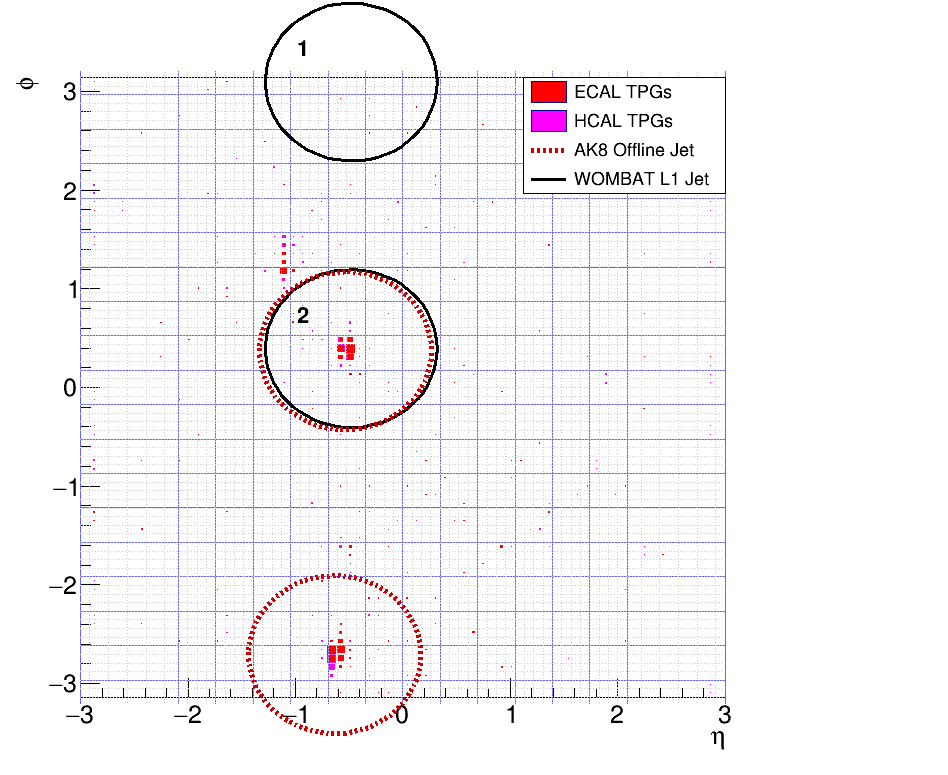 1
ϕ
3
ECAL TPGs
HCAL TPGs
AK8 Offline Jet
WOMBAT L1 Jet
2
1
2
0
−1
−2
−3
−3 −2 −1 0 1 2 3
η